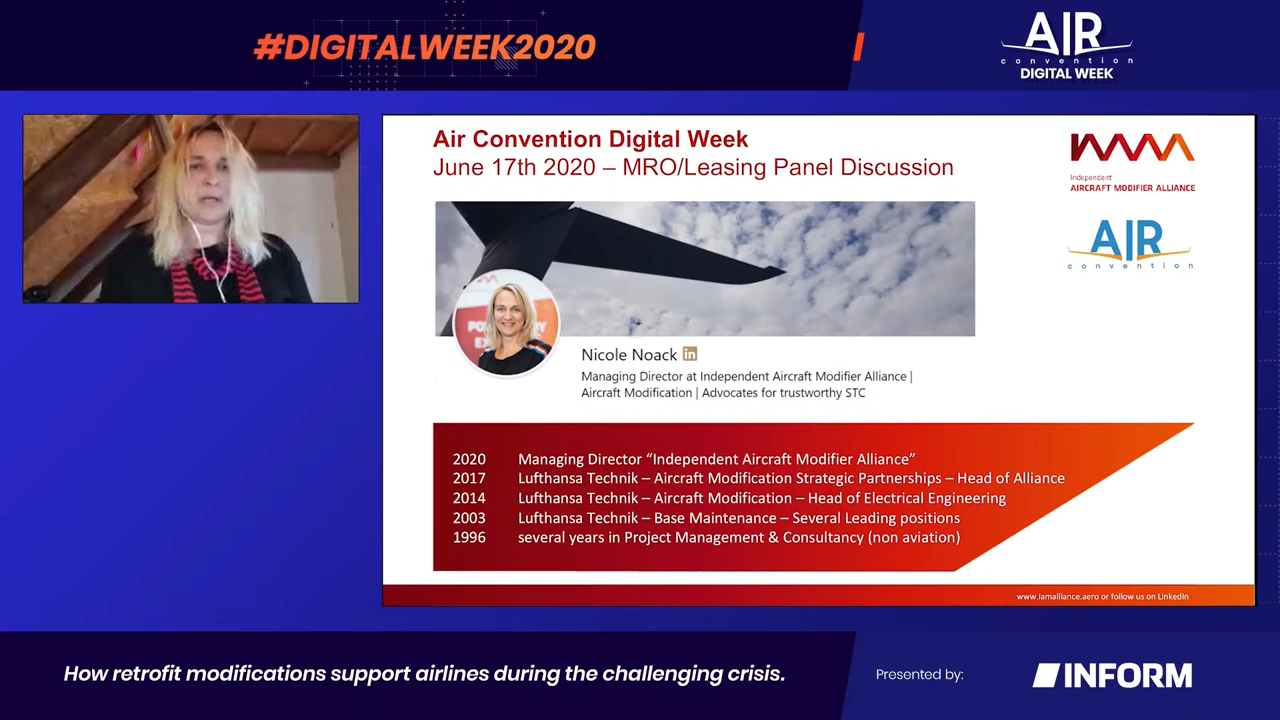 #DIGITALWEEK2020
AIR
convention
DIGITAL WEEK
Air Convention Digital Week
June 17th 2020 – MRO/Leasing Panel Discussion
Independent
AIRCRAFT MODIFIER ALLIANCE
AIR
convention
Nicole Noack in
Managing Director at Independent Aircraft Modifier Alliance |
Aircraft Modification | Advocates for trustworthy STC
2020 Managing Director “Independent Aircraft Modifier Alliance”
2017 Lufthansa Technik – Aircraft Modification Strategic Partnerships – Head of Alliance
2014 Lufthansa Technik – Aircraft Modification – Head of Electrical Engineering
2003 Lufthansa Technik – Base Maintenance – Several Leading positions
1996 several years in Project Management & Consultancy (non aviation)
www.iamalliance.aero or follow us on LinkedIn
How retrofit modifications support airlines during the challenging crisis.
Presented by:
INFORM